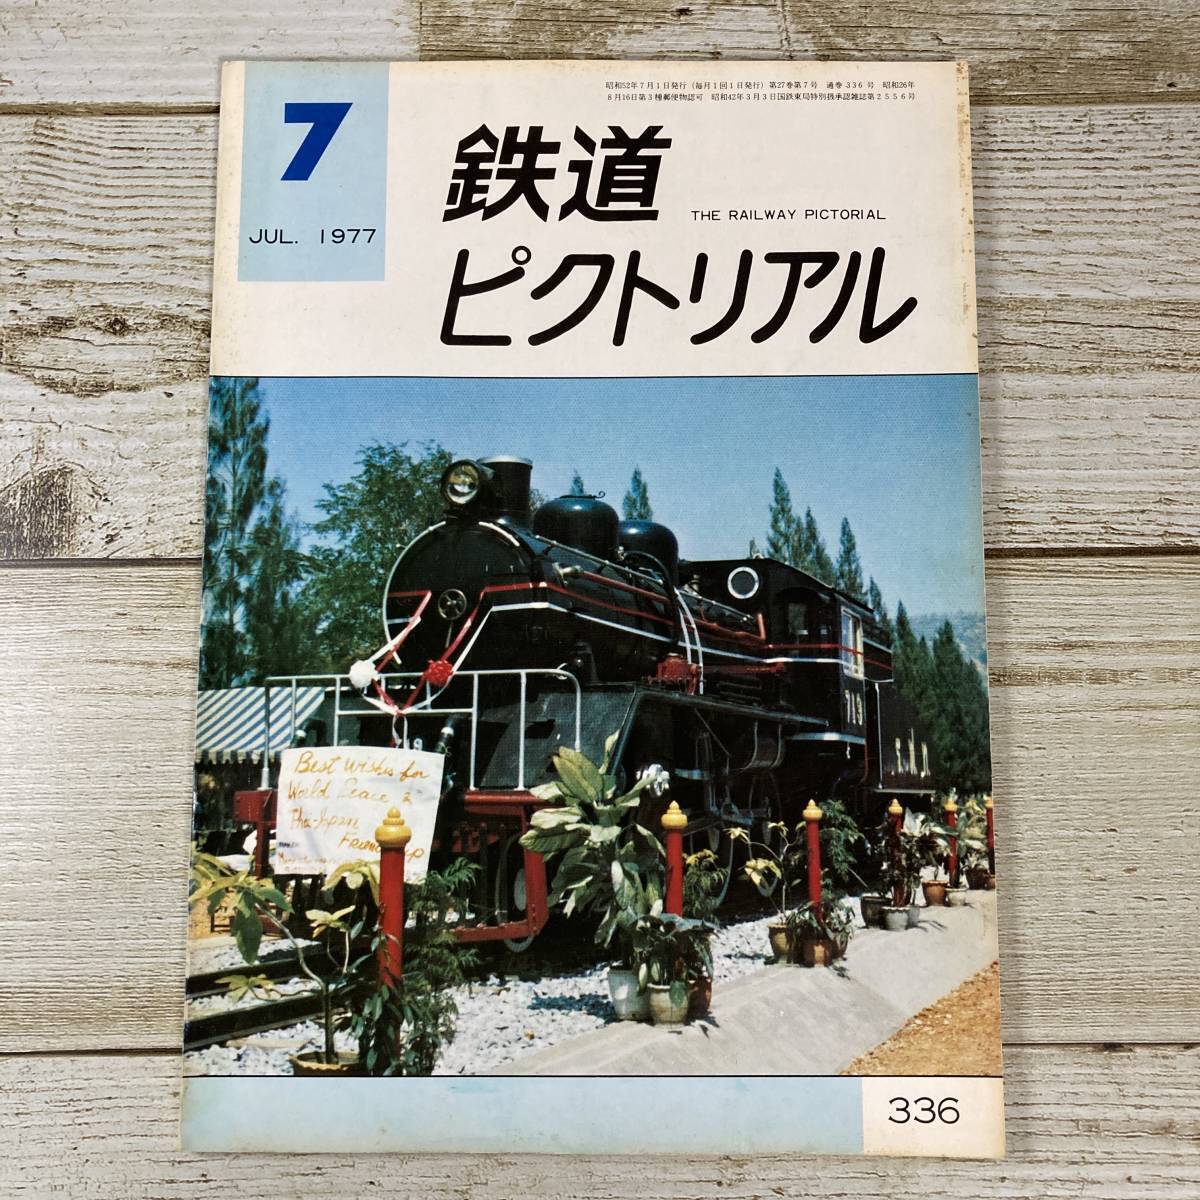 昭和52年7月1日発行(毎月1回1日発行)第27巻第7号 通巻336号 昭和26年
8月16日第3種郵便物認可 昭和42年3月3日国鉄東局特別扱承認雑誌第2556号
7
JUL. 1977
鉄道
THE RAILWAY PICTORIAL
ピクトリアル
719
Best wishes for
World Peace &
Thai-Japan
Friendship
336